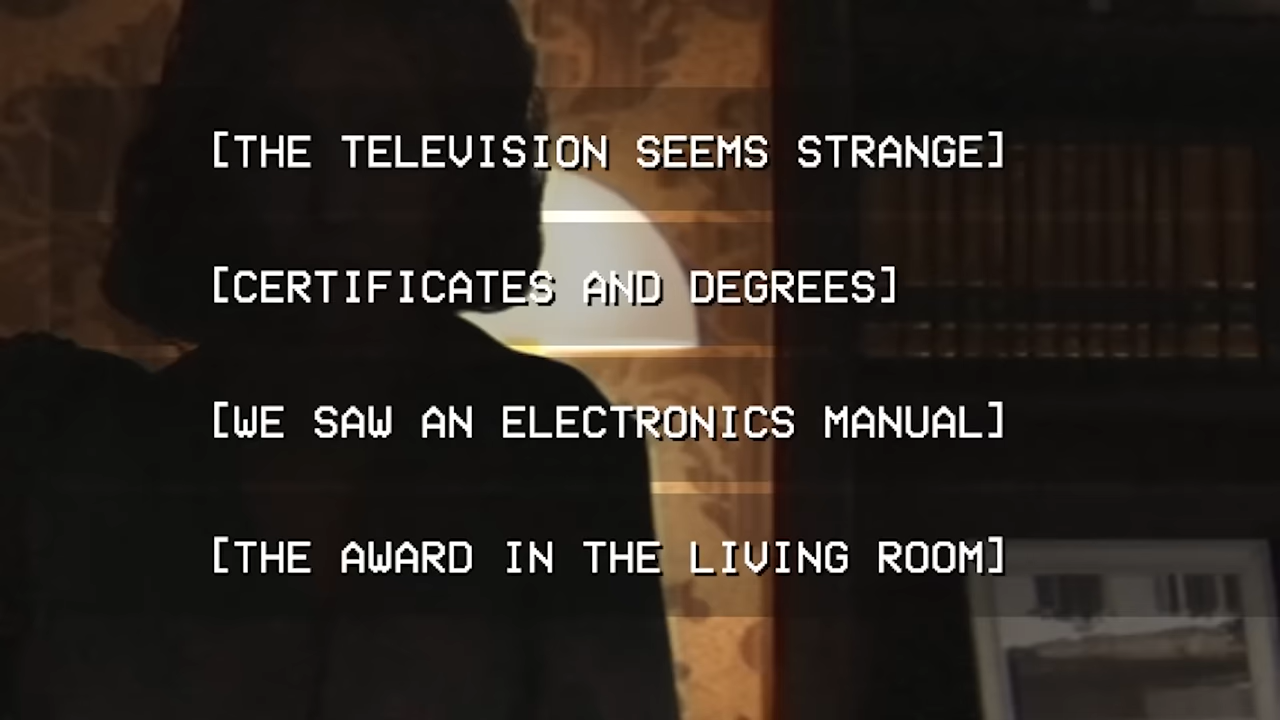 [THE TELEVISION SEEMS STRANGE]
[CERTIFICATES AND DEGREES]
[WE SAW AN ELECTRONICS MANUAL]
[THE AWARD IN THE LIVING ROOM]